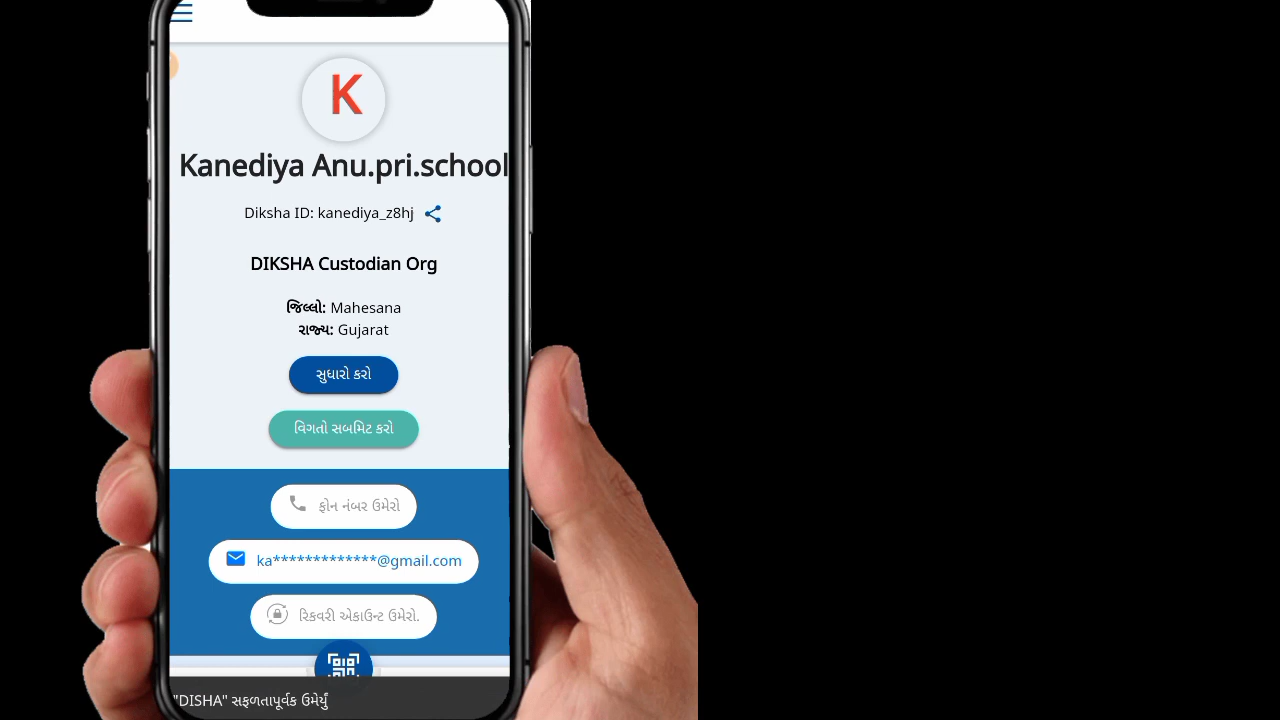 K
Kanediya Anu.pri.school
Diksha ID: kanediya_z8hj
DIKSHA Custodian Org
જિલ્લો: Mahesana
રાજ્ય: Gujarat
સુધારો કરો
વિગતો સબમિટ કરો
ફોન નંબર ઉમેરો
ka*************@gmail.com
રિકવરી એકાઉન્ટ ઉમેરો.
"DISHA" સફળતાપૂર્વક ઉમેર્યું